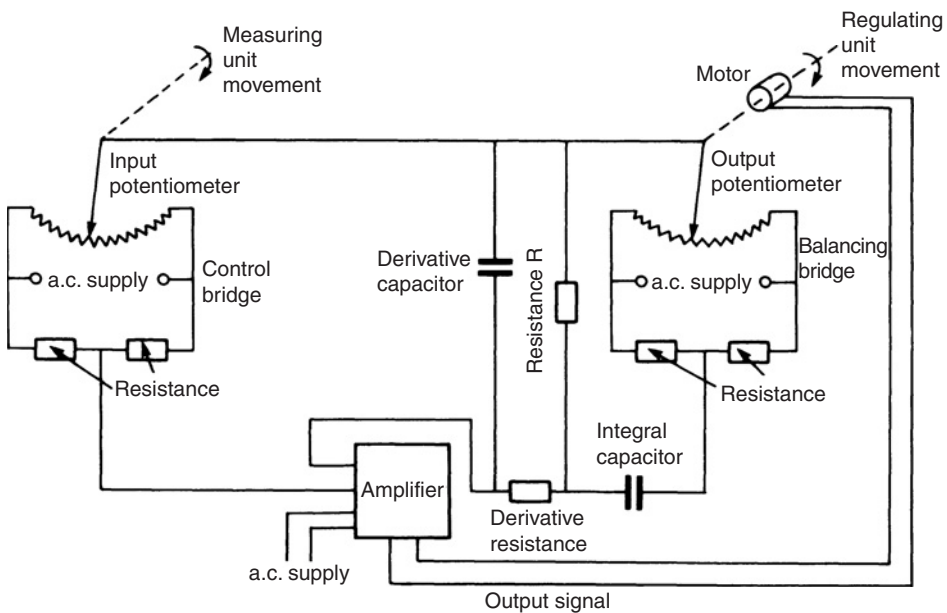 Measuring
unit
movement
Regulating
unit
movement
Motor
Input
potentiometer
Output
potentiometer
a.c. supply
Control
bridge
Derivative
capacitor
Resistance R
a.c. supply
Balancing
bridge
Resistance
Resistance
Integral
capacitor
Amplifier
Derivative
resistance
a.c. supply
Output signal